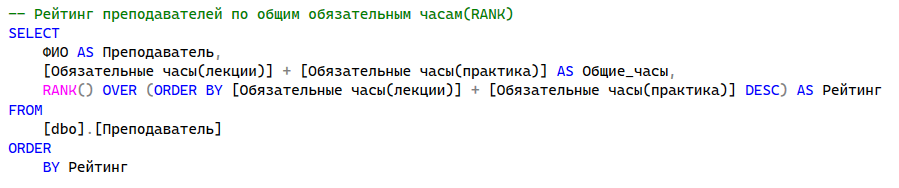 -- Рейтинг преподавателей по общим обязательным часам(RANK)
SELECT
    ФИО AS Преподаватель,
    [Обязательные часы(лекции)] + [Обязательные часы(практика)] AS Общие_часы,
    RANK() OVER (ORDER BY [Обязательные часы(лекции)] + [Обязательные часы(практика)] DESC) AS Рейтинг
FROM
    [dbo].[Преподаватель]
ORDER
    BY Рейтинг